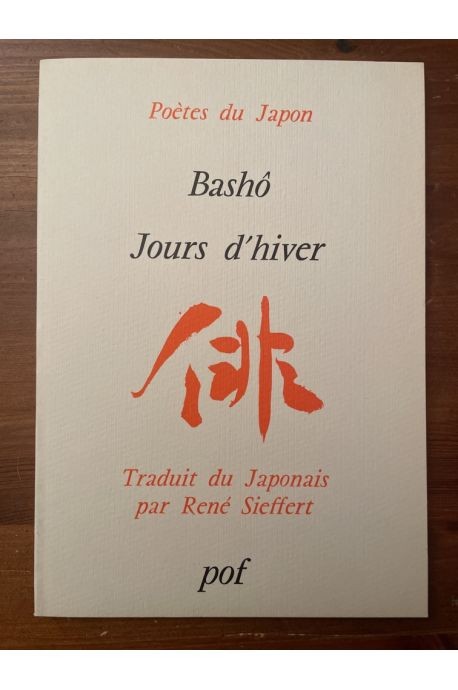 Poètes du Japon
Bashô
Jours d'hiver
俳
Traduit du Japonais
par René Sieffert
pof